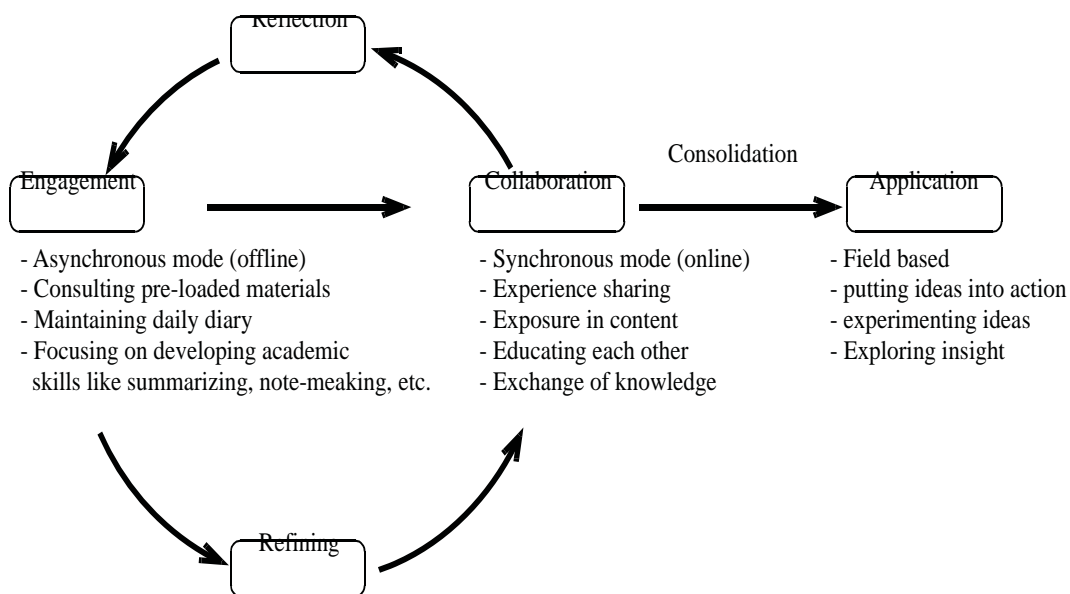 Reflection
Consolidation
Engagement
Collaboration
Application
- Asynchronous mode (offline)
- Consulting pre-loaded materials
- Maintaining daily diary
- Focusing on developing academic
skills like summarizing, note-meaking, etc.
- Synchronous mode (online)
- Experience sharing
- Exposure in content
- Educating each other
- Exchange of knowledge
- Field based
- putting ideas into action
- experimenting ideas
- Exploring insight
Refining